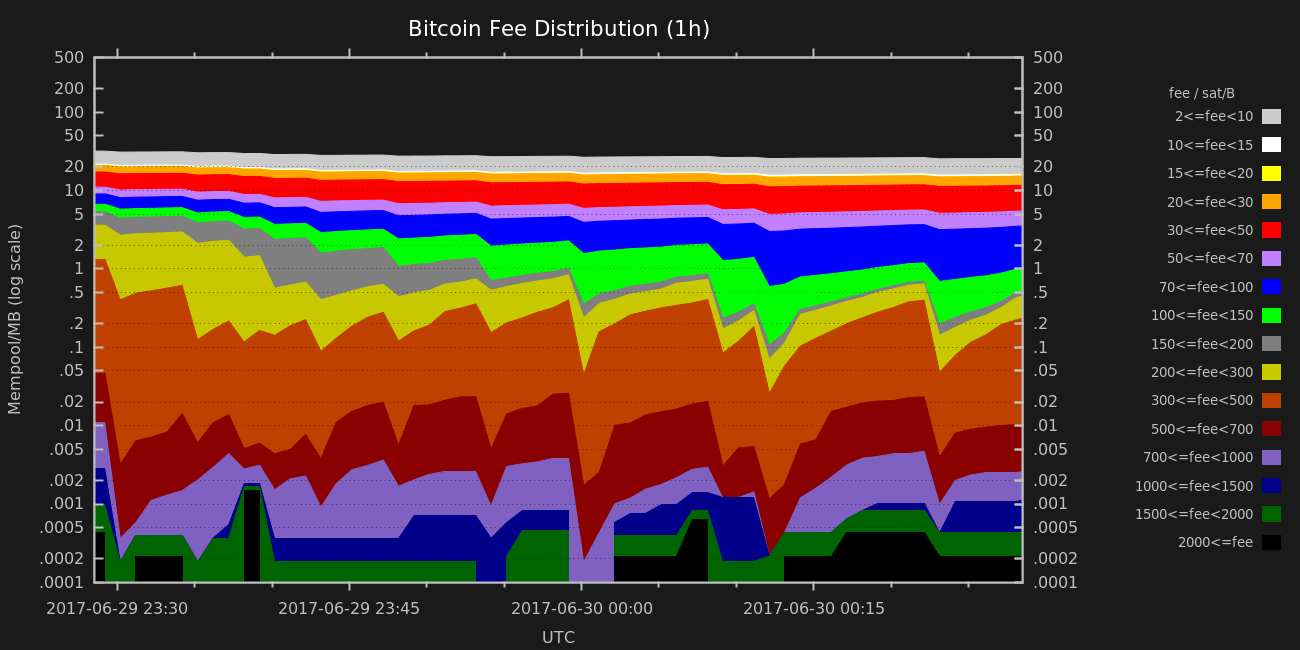 Bitcoin Fee Distribution (1h)
500 500
200 200
100 100
50 50
20 20
10 10
5 5
2 2
1 1
.5 .5
.2 .2
.1 .1
.05 .05
.02 .02
.01 .01
.005 .005
.002 .002
.001 .001
.0005 .0005
.0002 .0002
.0001 .0001
Mempool/MB (log scale)
2017-06-29 23:30 2017-06-29 23:45 2017-06-30 00:00 2017-06-30 00:15
UTC
fee / sat/B
2<=fee<10
10<=fee<15
15<=fee<20
20<=fee<30
30<=fee<50
50<=fee<70
70<=fee<100
100<=fee<150
150<=fee<200
200<=fee<300
300<=fee<500
500<=fee<700
700<=fee<1000
1000<=fee<1500
1500<=fee<2000
2000<=fee